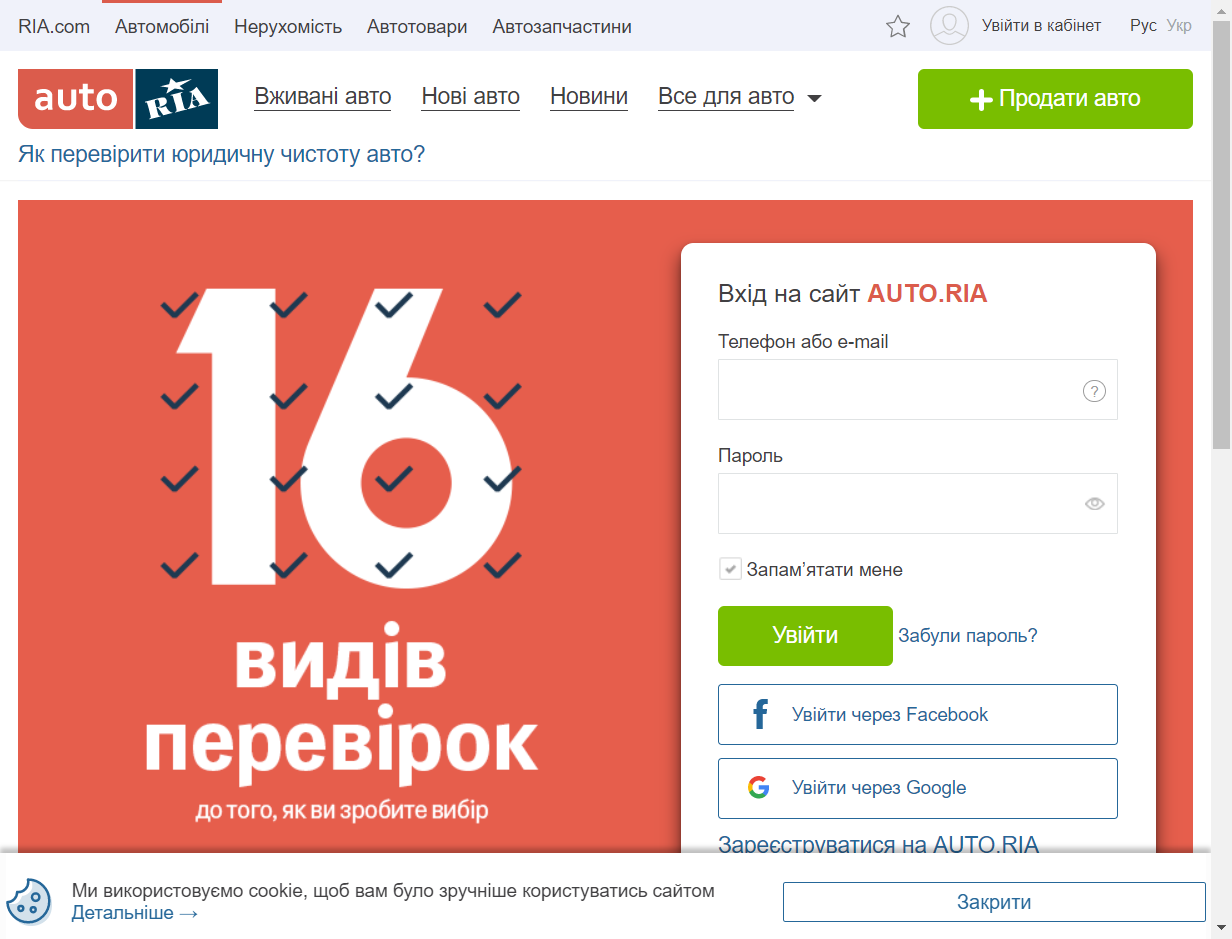 RIA.com Автомобілі Нерухомість Автотовари Автозапчастини Увійти в кабінет Рус Укр
auto RIA Вживані авто Нові авто Новини Все для авто Продати авто
Як перевірити юридичну чистоту авто?
16
видів
перевірок
до того, як ви зробите вибір
Вхід на сайт AUTO.RIA
Телефон або e-mail
?
Пароль
Запам’ятати мене
Увійти Забули пароль?
Увійти через Facebook
Увійти через Google
Зареєструватися на AUTO.RIA
Ми використовуємо cookie, щоб вам було зручніше користуватись сайтом
Детальніше →
Закрити